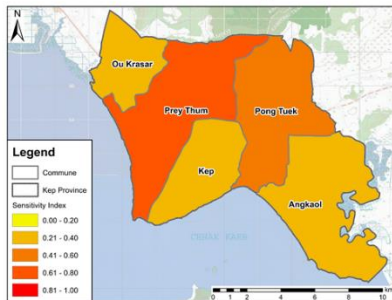 N
Ou Krasar
Prey Thum
Pong Tuek
Kep
Angkaol
Legend
Commune
Kep Province
Sensitivity Index
0.00 - 0.20
0.21 - 0.40
0.41 - 0.60
0.61 - 0.80
0.81 - 1.00
0 1 2 4 6 8 10